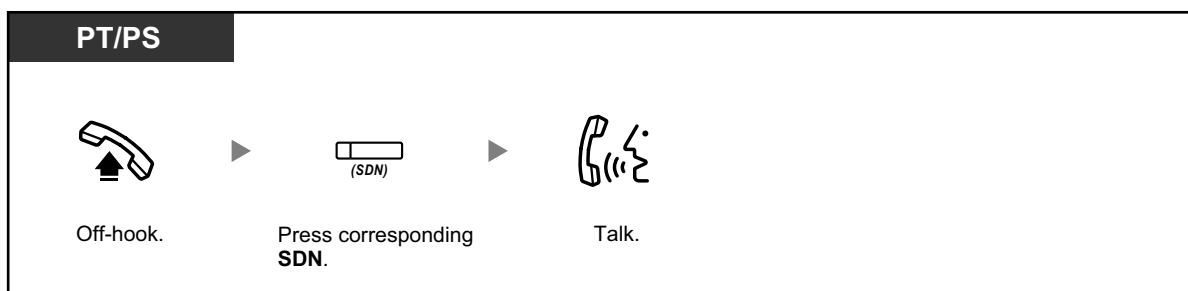 PT/PS
(SDN)
Off-hook.
Press corresponding
SDN.
Talk.